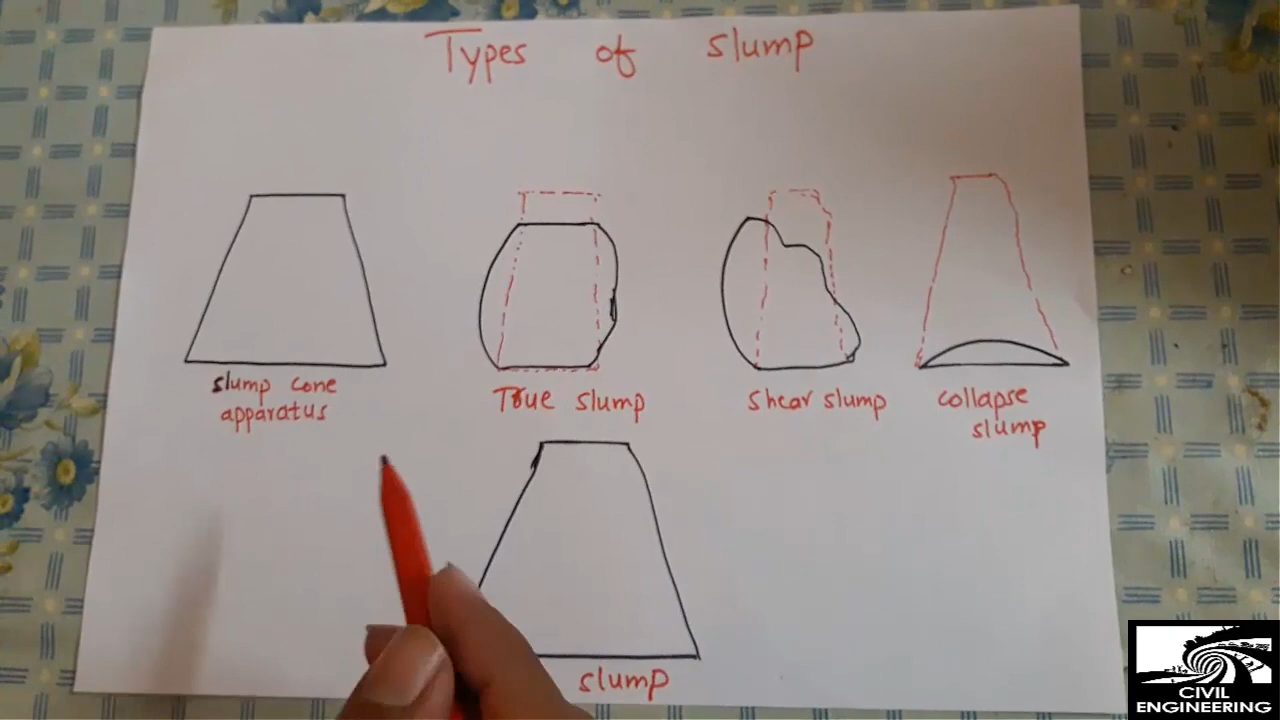 Types of slump
slump cone
apparatus
True slump
Shear slump
collapse
slump
slump
CIVIL
ENGINEERING